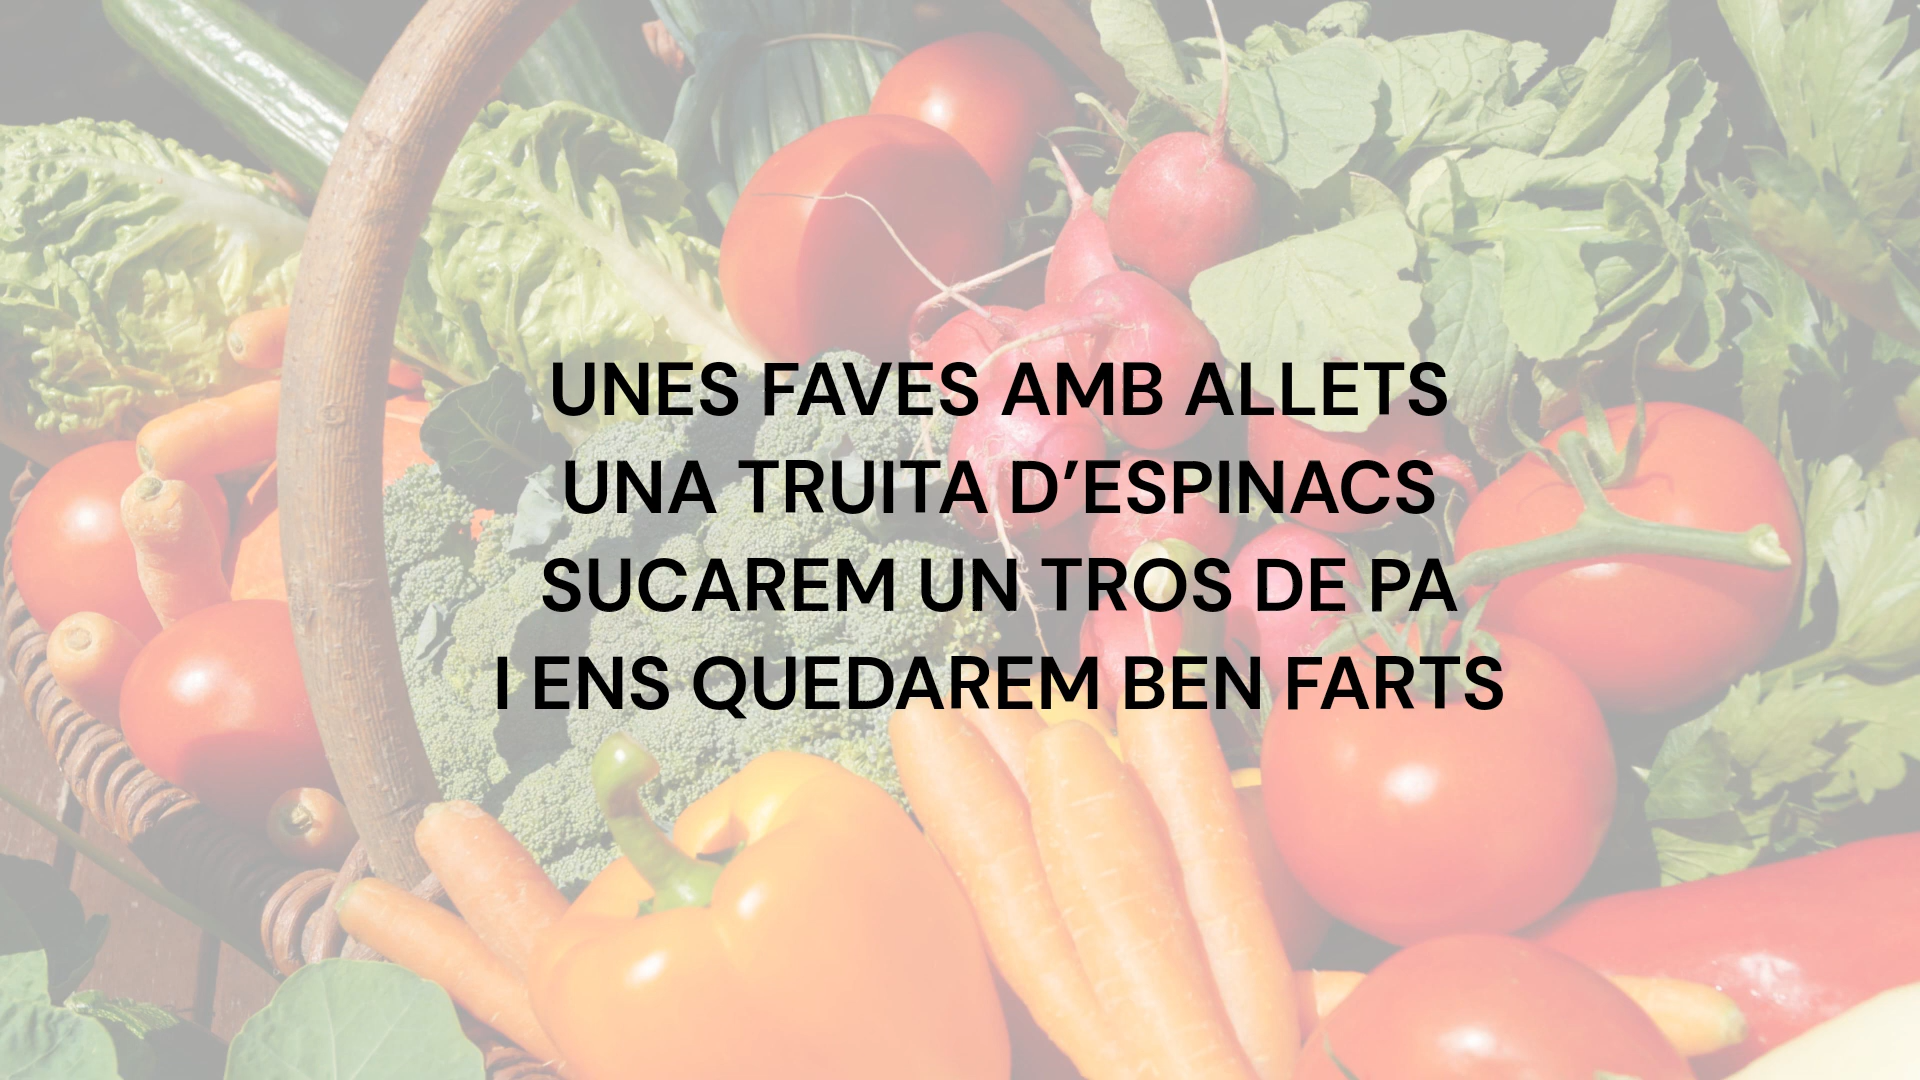 UNES FAVES AMB ALLETS
UNA TRUITA D’ESPINACS
SUCAREM UN TROS DE PA
I ENS QUEDAREM BEN FARTS